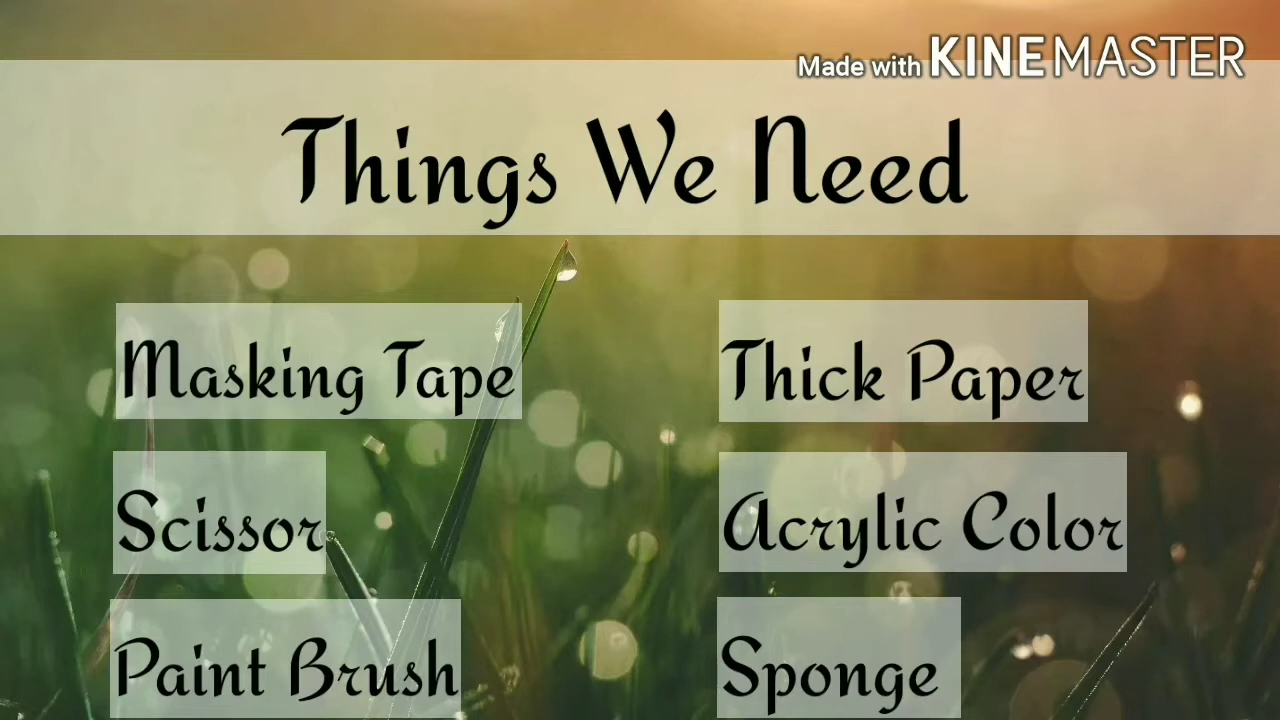 Made with KINEMASTER
Things We Need
Masking Tape
Thick Paper
Scissor
Acrylic Color
Paint Brush
Sponge